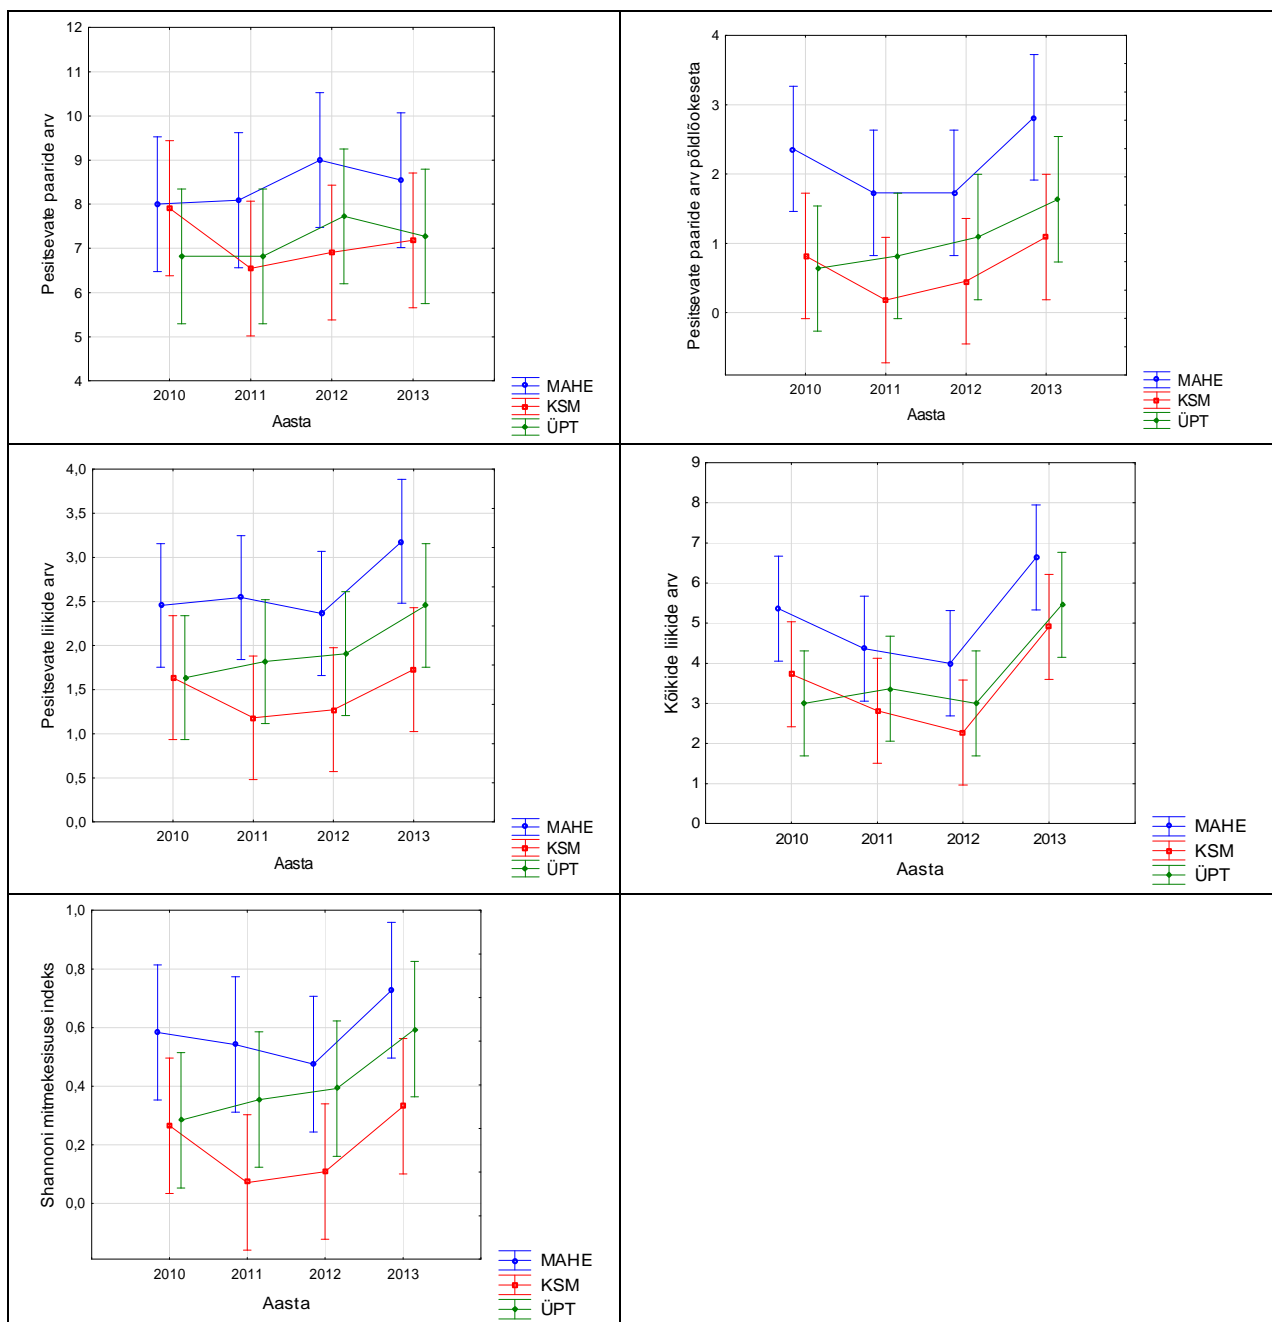 Pesitsevate paaride arv
12
11
10
9
8
7
6
5
4
2010 2011 2012 2013
Aasta
MAHE
KSM
ÜPT
Pesitsevate paaride arv põldlõokeseta
4
3
2
1
0
2010 2011 2012 2013
Aasta
MAHE
KSM
ÜPT
Pesitsevate liikide arv
4,0
3,5
3,0
2,5
2,0
1,5
1,0
0,5
0,0
2010 2011 2012 2013
Aasta
MAHE
KSM
ÜPT
Kõikide liikide arv
9
8
7
6
5
4
3
2
1
0
2010 2011 2012 2013
Aasta
MAHE
KSM
ÜPT
Shannoni mitmekesisuse indeks
1,0
0,8
0,6
0,4
0,2
0,0
2010 2011 2012 2013
Aasta
MAHE
KSM
ÜPT